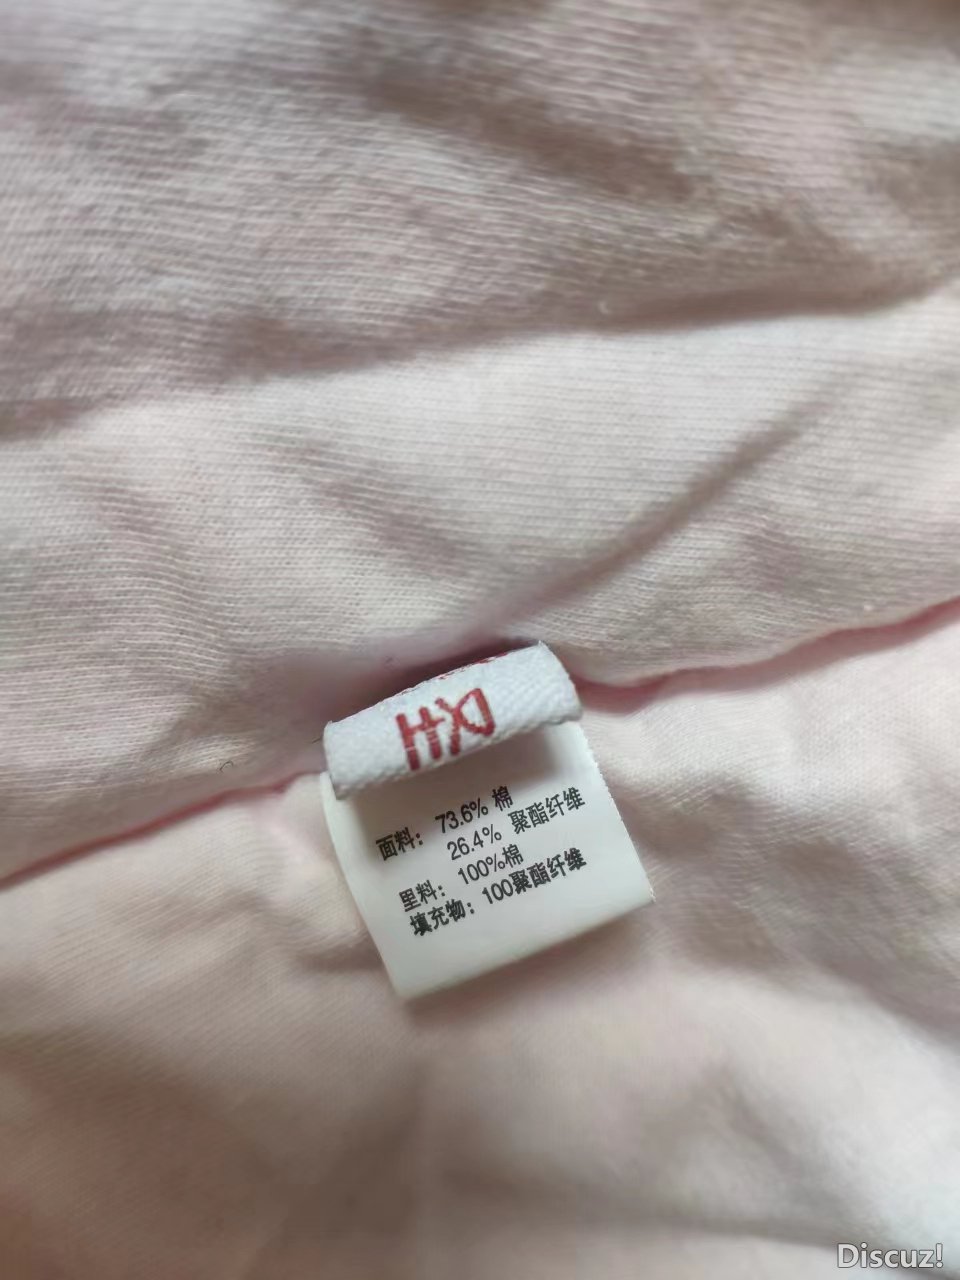 面料： 73.6% 棉
26.4% 聚酯纤维
里料： 100%棉
填充物： 100聚酯纤维
Discuz!